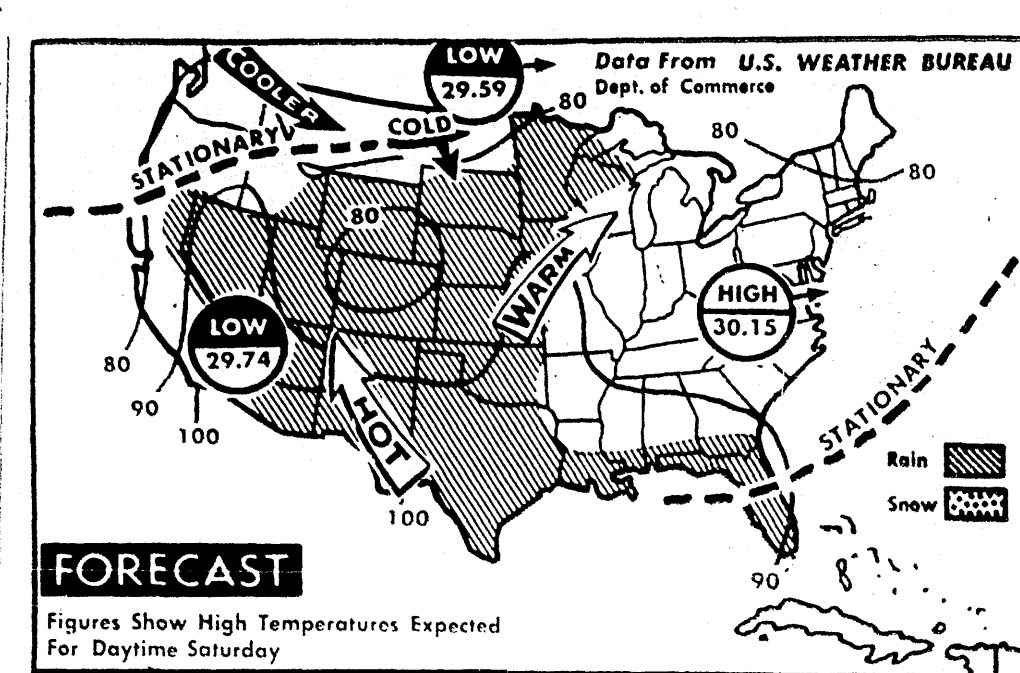 LOW
29.59
Data From U.S. WEATHER BUREAU
Dept. of Commerce
COOLER
COLD
80
80
80
STATIONARY
80
WARM
HIGH
30.15
LOW
29.74
80
90
100
HOT
100
STATIONARY
Rain
Snow
90
FORECAST
Figures Show High Temperatures Expected
For Daytime Saturday